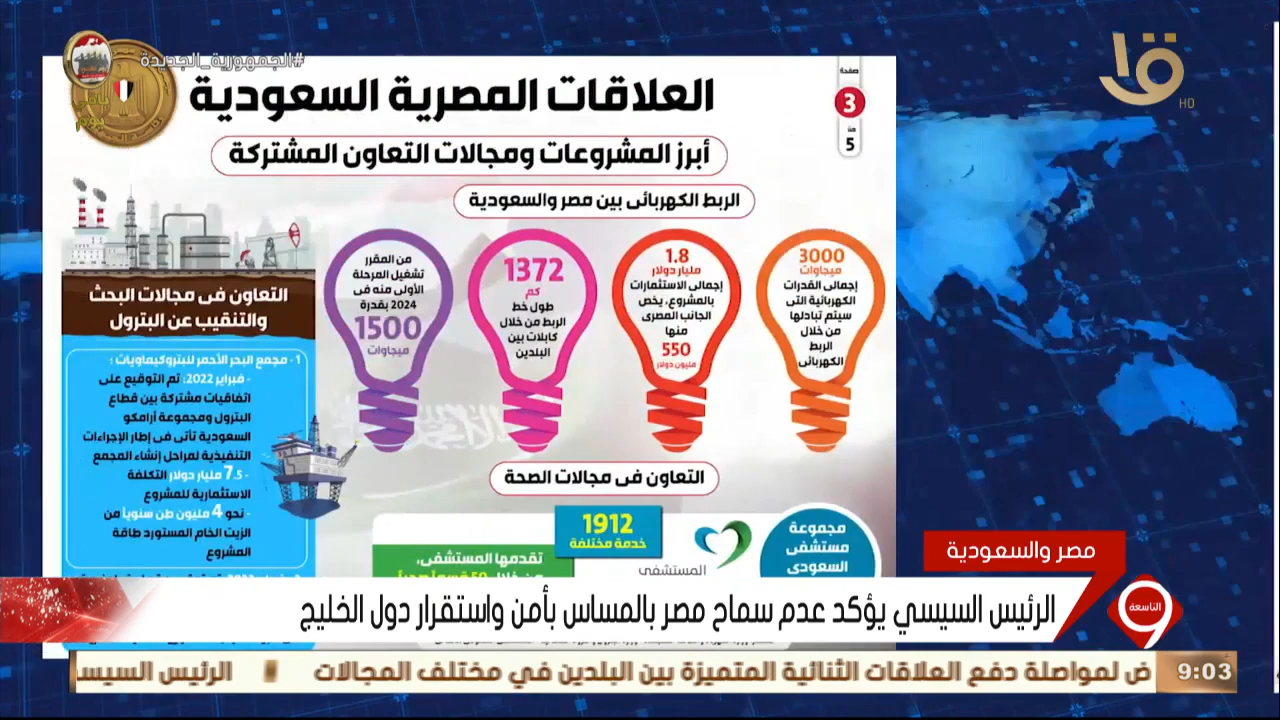 #الجمهورية_الجديدة
HD
صفحة
3
من
5
العلاقات المصرية السعودية
أبرز المشروعات ومجالات التعاون المشتركة
الربط الكهربائى بين مصر والسعودية
3000
ميجاوات
إجمالى القدرات
الكهربائية التى
سيتم تبادلها
من خلال
الربط
الكهربائى
1.8
مليار دولار
إجمالى الاستثمارات
بالمشروع، يخص
الجانب المصرى
منها
550
مليون دولار
1372
كم
طول خط
الربط من خلال
كابلات بين
البلدين
من المقرر
تشغيل المرحلة
الأولى منه فى
2024 بقدرة
1500
ميجاوات
التعاون فى مجالات البحث
والتنقيب عن البترول
1 - مجمع البحر الأحمر للبتروكيماويات :
- فبراير 2022: تم التوقيع على
اتفاقيات مشتركة بين قطاع
البترول ومجموعة أرامكو
السعودية تأتى فى إطار الإجراءات
التنفيذية لمراحل إنشاء المجمع
- 7.5 مليار دولار التكلفة
الاستثمارية للمشروع
- نحو 4 مليون طن سنوياً من
الزيت الخام المستورد طاقة
المشروع
التعاون فى مجالات الصحة
مجموعة
مستشفى
السعودى
المستشفى
1912
خدمة مختلفة
تقدمها المستشفى،
مصر والسعودية
التاسعة
الرئيس السيسي يؤكد عدم سماح مصر بالمساس بأمن واستقرار دول الخليج
9:03
ض لمواصلة دفع العلاقات الثنائية المتميزة بين البلدين في مختلف المجالات الرئيس السيس